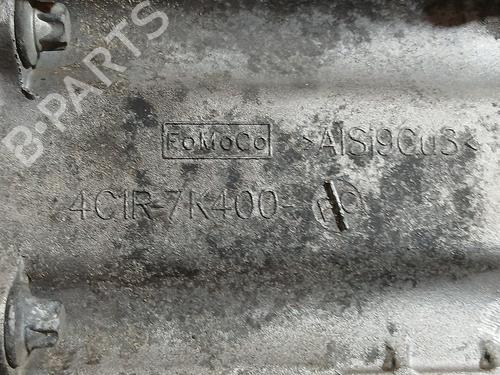 B-PARTS
FoMoCo >AlSi9Cu3<
4C1R-7K400-